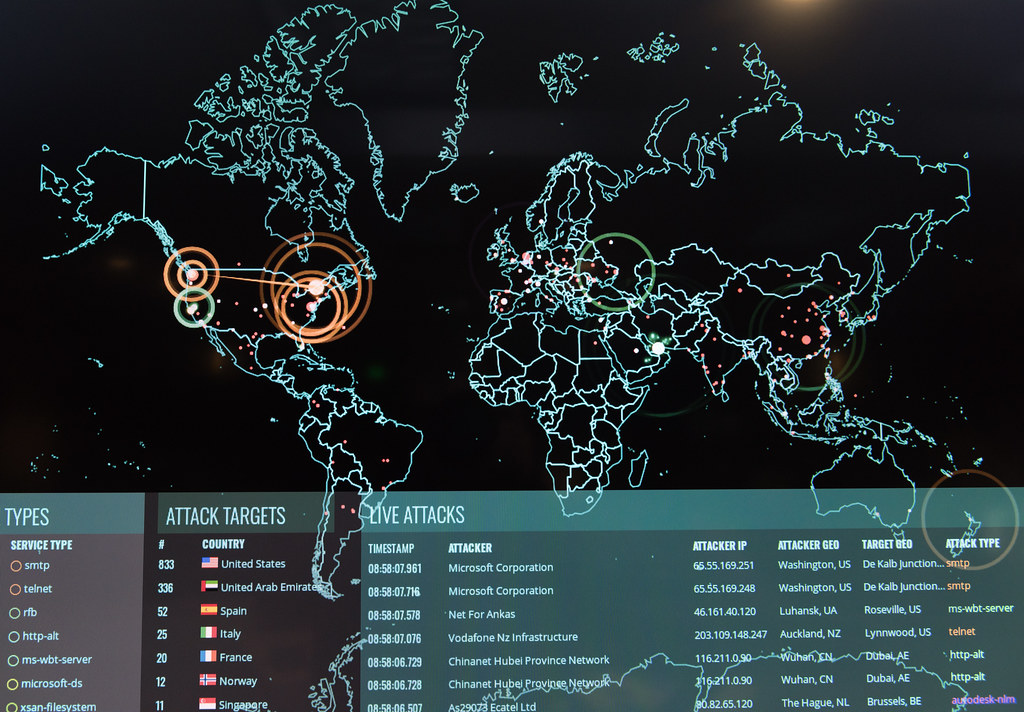 TYPES
SERVICE TYPE
smtp
telnet
rfb
http-alt
ms-wbt-server
microsoft-ds
xsan-filesystem
ATTACK TARGETS
# COUNTRY
833 United States
336 United Arab Emirates
52 Spain
25 Italy
20 France
12 Norway
11 Singapore
LIVE ATTACKS
TIMESTAMP ATTACKER ATTACKER IP ATTACKER GEO TARGET GEO ATTACK TYPE
08:58:07.961 Microsoft Corporation 65.55.169.251 Washington, US De Kalb Junction... smtp
08:58:07.716 Microsoft Corporation 65.55.169.248 Washington, US De Kalb Junction... smtp
08:58:07.578 Net For Ankas 46.161.40.120 Luhansk, UA Roseville, US ms-wbt-server
08:58:07.076 Vodafone Nz Infrastructure 203.109.148.247 Auckland, NZ Lynnwood, US telnet
08:58:06.729 Chinanet Hubei Province Network 116.211.0.90 Wuhan, CN Dubai, AE http-alt
08:58:06.728 Chinanet Hubei Province Network 116.211.0.90 Wuhan, CN Dubai, AE http-alt
08:58:06.507 As29073 Ecatel Ltd 80.82.65.120 The Hague, NL Brussels, BE autodesk-nlm